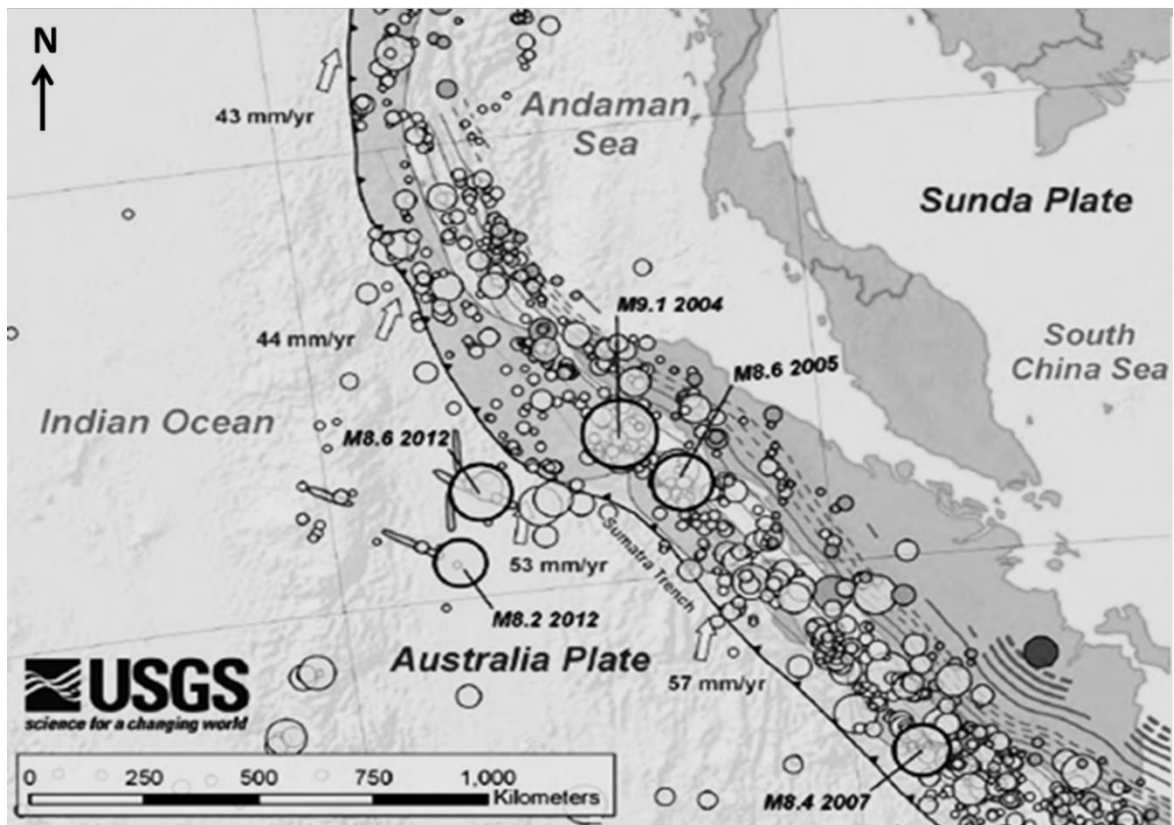 N
43 mm/yr
Andaman
Sea
Sunda Plate
M9.1 2004
44 mm/yr
South
China Sea
M8.6 2005
Indian Ocean
M8.6 2012
53 mm/yr
Sumatra Trench
M8.2 2012
Australia Plate
57 mm/yr
USGS
science for a changing world
0 250 500 750 1,000
Kilometers
M8.4 2007